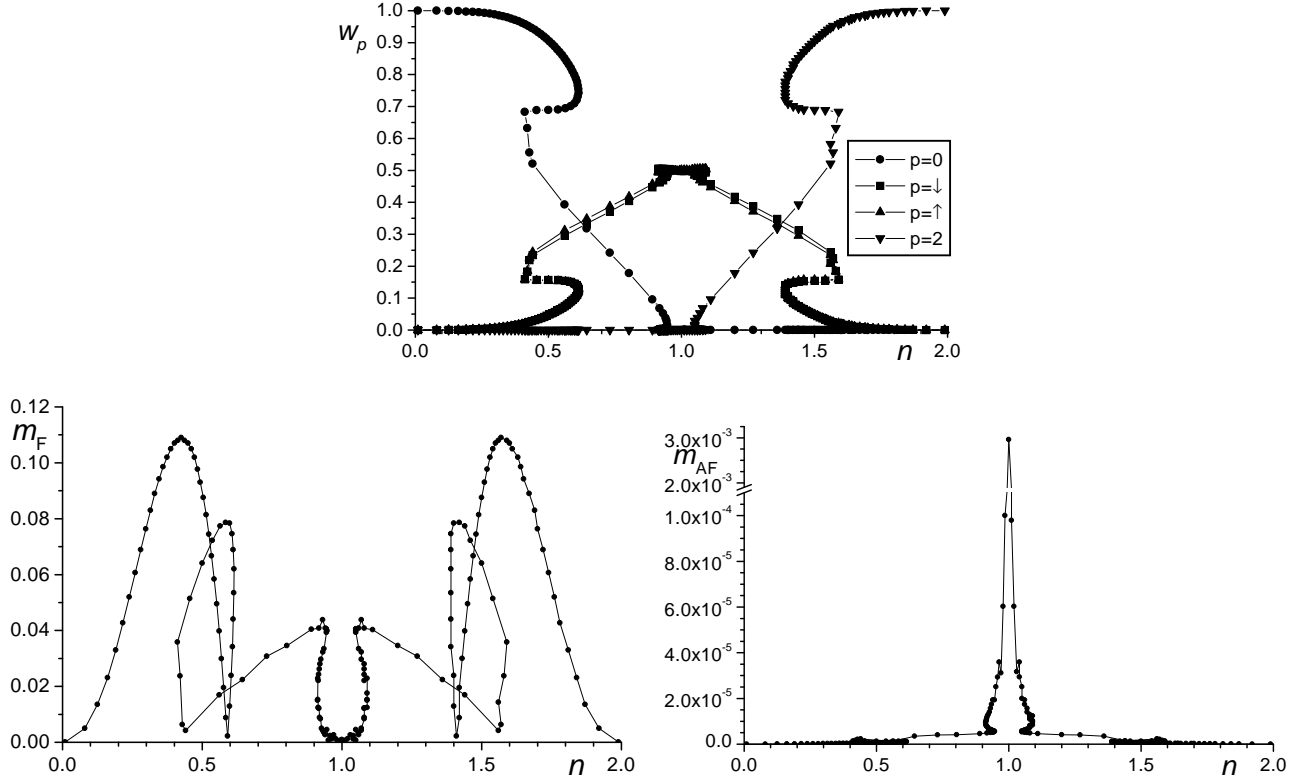 w_p
1.0
0.9
0.8
0.7
0.6
0.5
0.4
0.3
0.2
0.1
0.0
0.0 0.5 1.0 1.5 2.0
n
p=0
p=↓
p=↑
p=2
m_F
0.12
0.10
0.08
0.06
0.04
0.02
0.00
0.0 0.5 1.0 1.5 2.0
n
m_AF
3.0x10⁻³
2.0x10⁻³
1.0x10⁻⁴
8.0x10⁻⁵
6.0x10⁻⁵
4.0x10⁻⁵
2.0x10⁻⁵
0.0
0.0 0.5 1.0 1.5 2.0
n